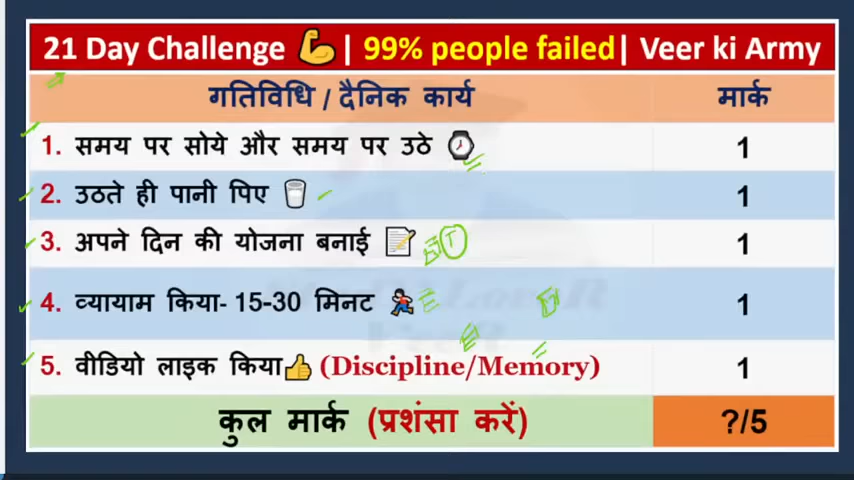 21 Day Challenge 💪 | 99% people failed| Veer ki Army
गतिविधि / दैनिक कार्य मार्क
1. समय पर सोये और समय पर उठे 1
2. उठते ही पानी पिए 1
3. अपने दिन की योजना बनाई 1
4. व्यायाम किया- 15-30 मिनट 1
5. वीडियो लाइक किया👍 (Discipline/Memory) 1
कुल मार्क (प्रशंसा करें) ?/5